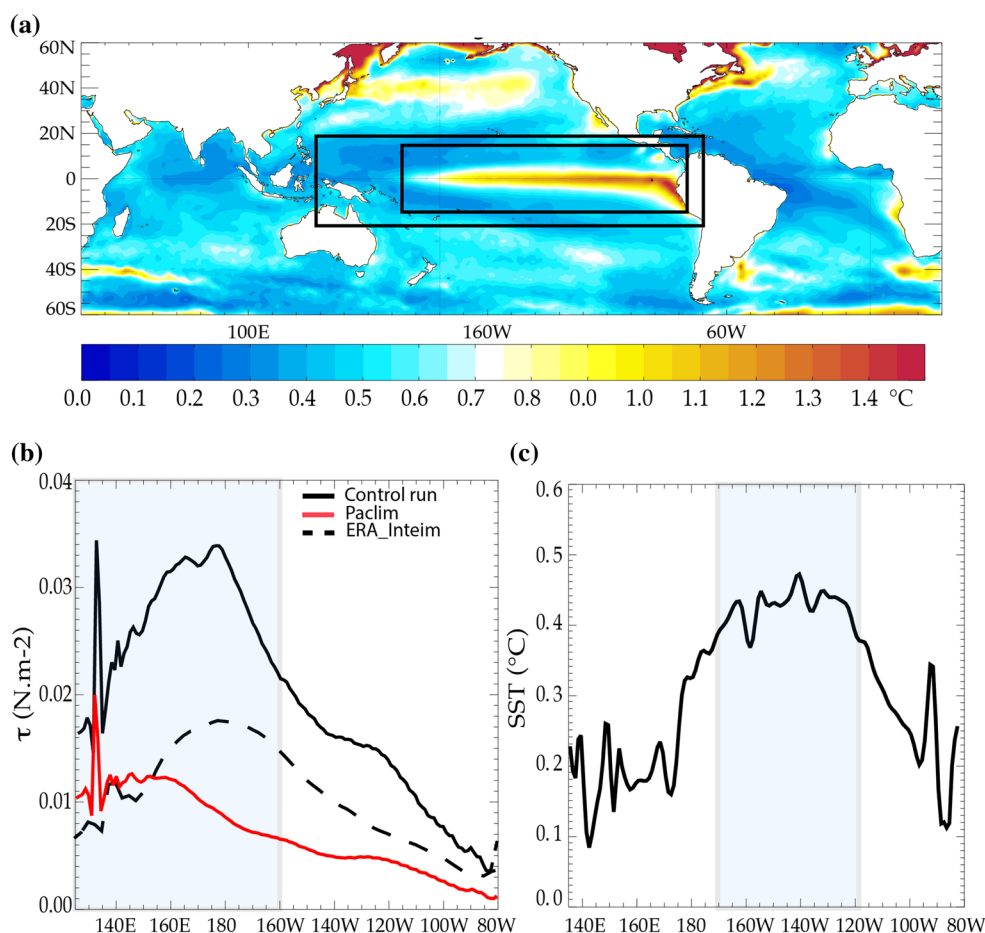 (a)
60N
40N
20N
0
20S
40S
60S
100E 160W 60W
0.0 0.1 0.2 0.3 0.4 0.5 0.6 0.7 0.8 0.0 1.0 1.1 1.2 1.3 1.4 °C
(b)
0.04
0.03
0.02
0.01
0.00
τ (N.m-2)
Control run
Paclim
ERA_Inteim
140E 160E 180 160W 140W 120W 100W 80W
(c)
0.6
0.5
0.4
0.3
0.2
0.1
0.0
SST (°C)
140E 160E 180 160W 140W 120W 100W 80W